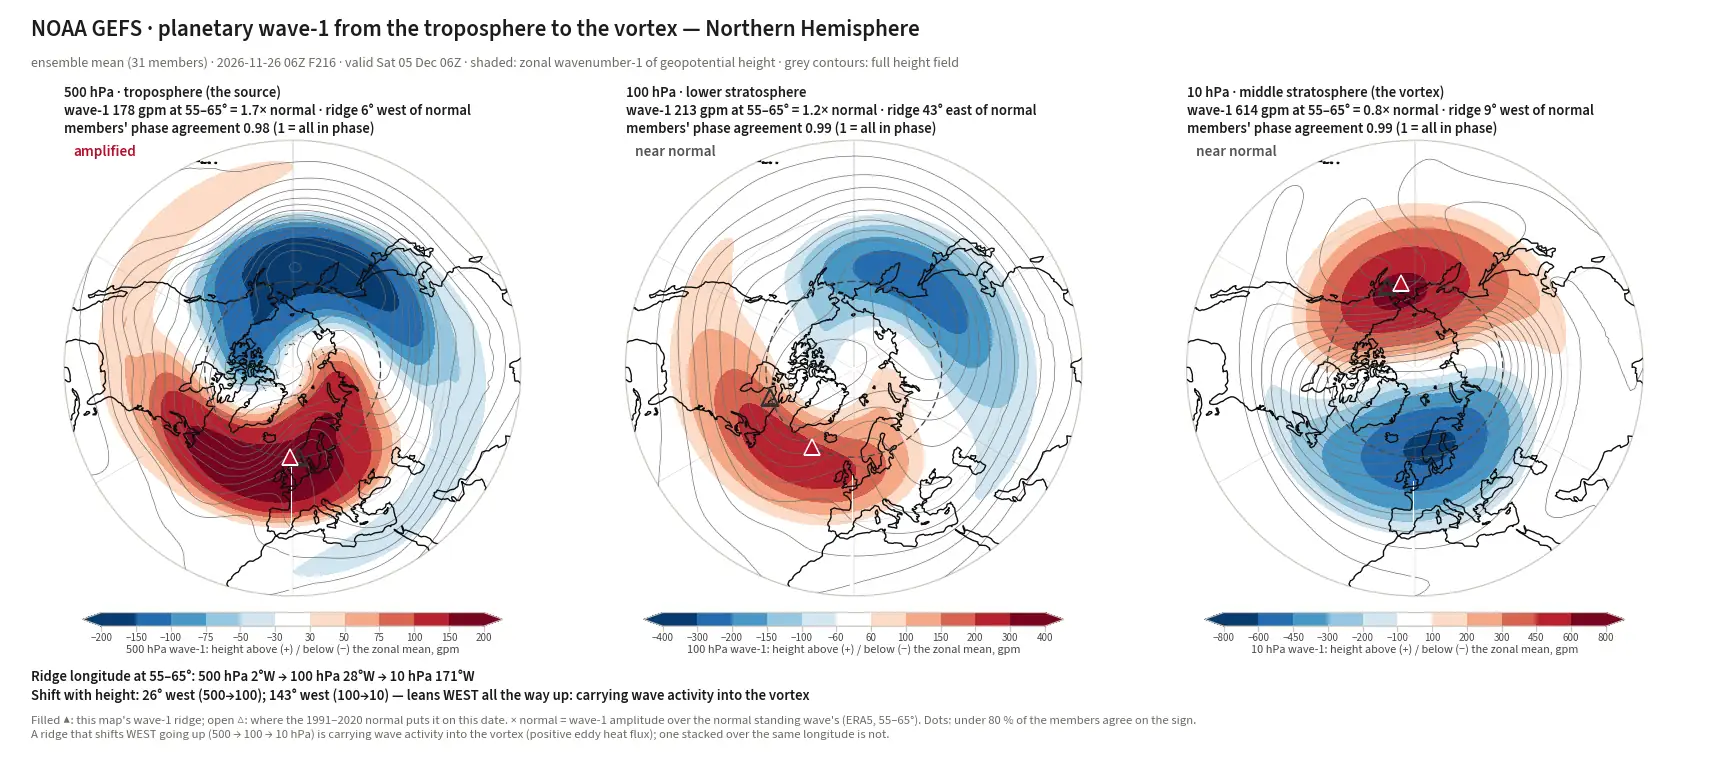 NOAA GEFS · planetary wave-1 from the troposphere to the vortex — Northern Hemisphere
ensemble mean (31 members) · 2026-11-26 06Z F216 · valid Sat 05 Dec 06Z · shaded: zonal wavenumber-1 of geopotential height · grey contours: full height field
500 hPa · troposphere (the source)
wave-1 178 gpm at 55–65° = 1.7× normal · ridge 6° west of normal
members' phase agreement 0.98 (1 = all in phase)
amplified
100 hPa · lower stratosphere
wave-1 213 gpm at 55–65° = 1.2× normal · ridge 43° east of normal
members' phase agreement 0.99 (1 = all in phase)
near normal
10 hPa · middle stratosphere (the vortex)
wave-1 614 gpm at 55–65° = 0.8× normal · ridge 9° west of normal
members' phase agreement 0.99 (1 = all in phase)
near normal
−200 −150 −100 −75 −50 −30 30 50 75 100 150 200
500 hPa wave-1: height above (+) / below (−) the zonal mean, gpm
−400 −300 −200 −150 −100 −60 60 100 150 200 300 400
100 hPa wave-1: height above (+) / below (−) the zonal mean, gpm
−800 −600 −450 −300 −200 −100 100 200 300 450 600 800
10 hPa wave-1: height above (+) / below (−) the zonal mean, gpm
Ridge longitude at 55–65°: 500 hPa 2°W → 100 hPa 28°W → 10 hPa 171°W
Shift with height: 26° west (500→100); 143° west (100→10) — leans WEST all the way up: carrying wave activity into the vortex
Filled ▲: this map's wave-1 ridge; open △: where the 1991–2020 normal puts it on this date. × normal = wave-1 amplitude over the normal standing wave's (ERA5, 55–65°). Dots: under 80 % of the members agree on the sign.
A ridge that shifts WEST going up (500 → 100 → 10 hPa) is carrying wave activity into the vortex (positive eddy heat flux); one stacked over the same longitude is not.